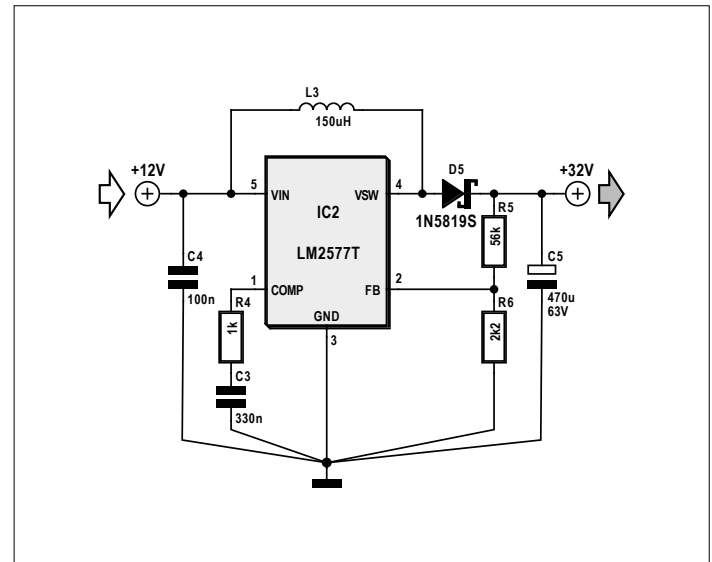 L3
150uH
+12V
+32V
D5
5
4
VIN
VSW
R5
IC2
1N5819S
56k
LM2577T
C4
C5
1
2
COMP
FB
100n
470u
R4
R6
63V
GND
1k
2k2
3
C3
330n